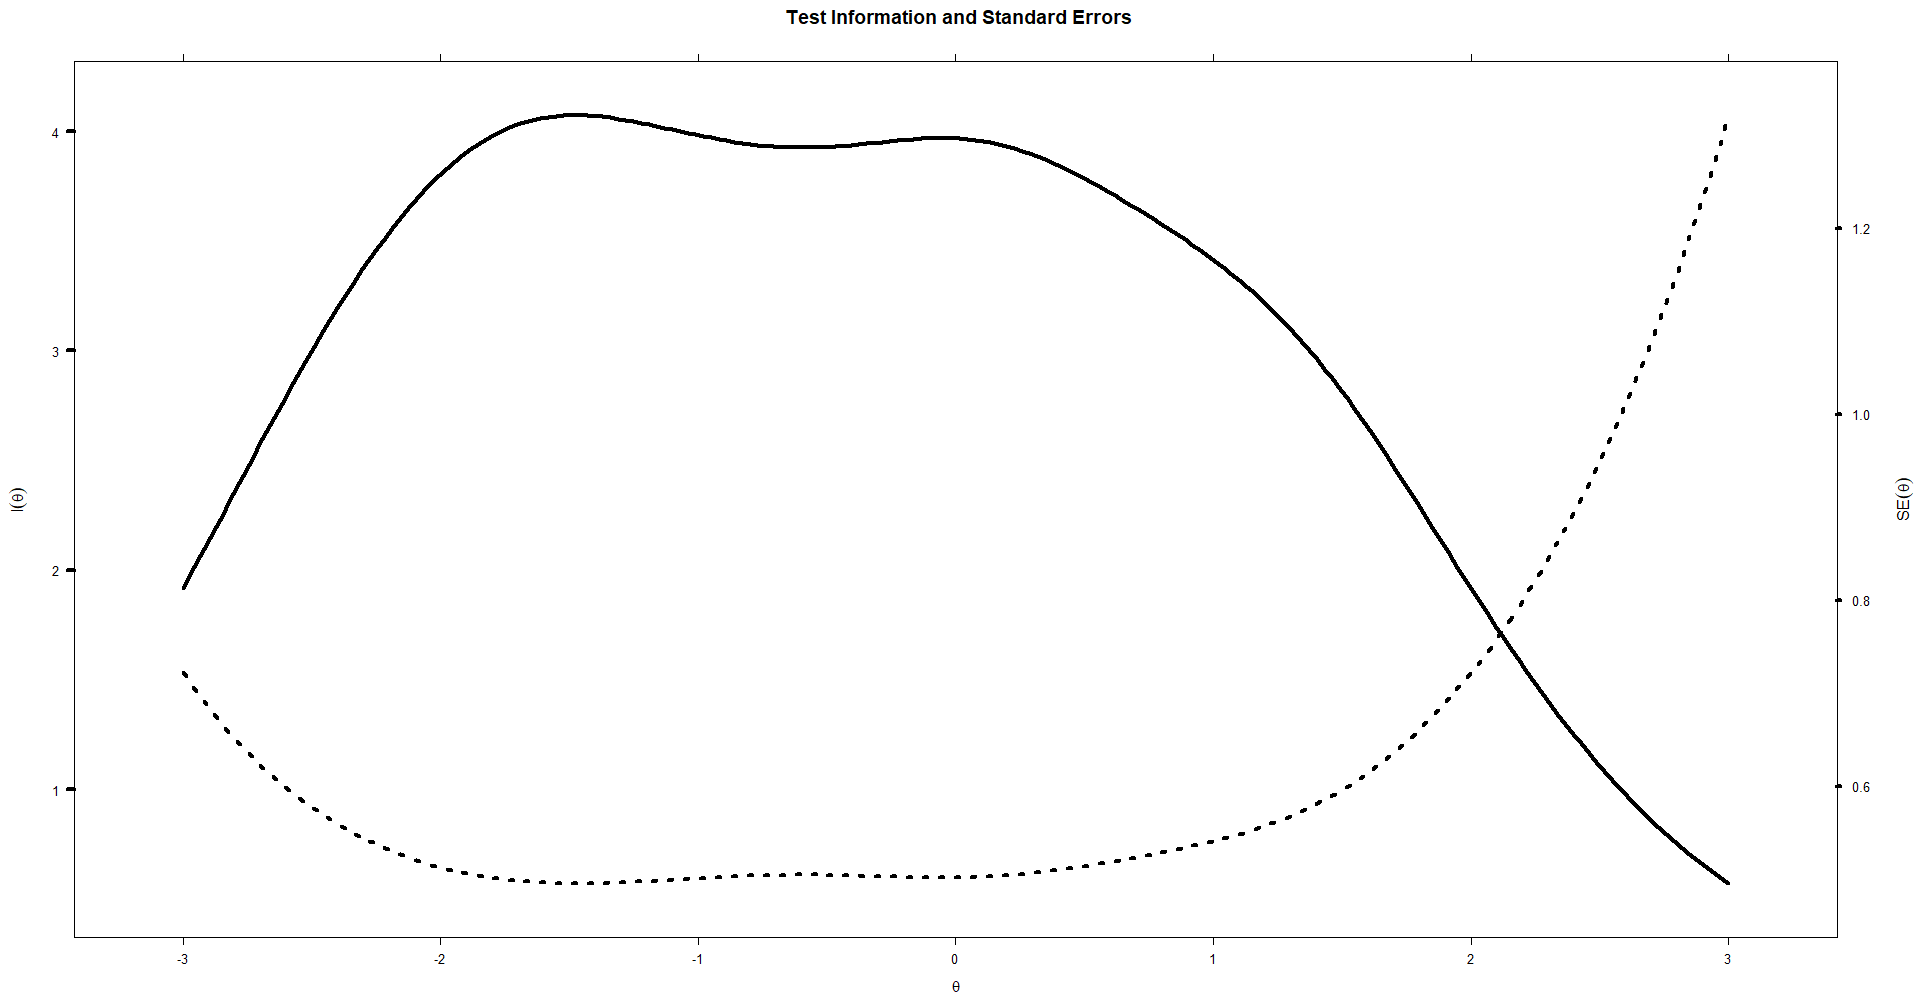 Test Information and Standard Errors
4
3
2
1
I(θ)
1.2
1.0
0.8
0.6
SE(θ)
-3 -2 -1 0 1 2 3
θ